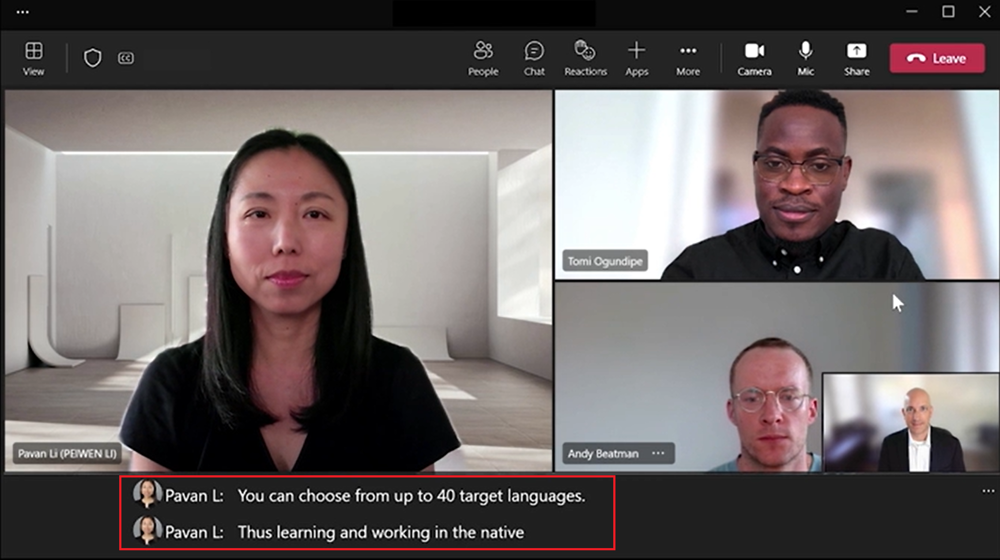 View
People
Chat
Reactions
Apps
More
Camera
Mic
Share
Leave
Tomi Ogundipe
Pavan Li (PEIWEN LI)
Andy Beatman
Pavan L: You can choose from up to 40 target languages.
Pavan L: Thus learning and working in the native